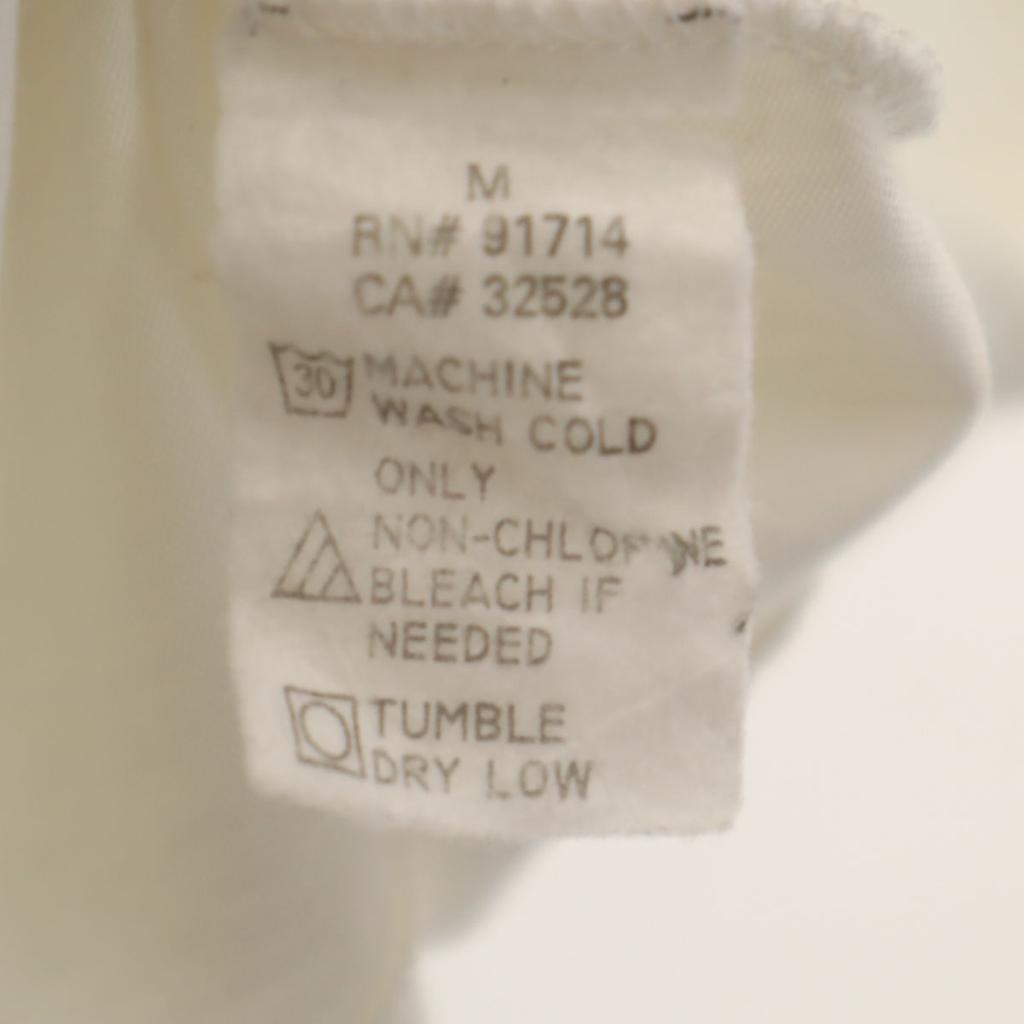 M
RN# 91714
CA# 32528
30 MACHINE
WASH COLD
ONLY
NON-CHLORINE
BLEACH IF
NEEDED
TUMBLE
DRY LOW